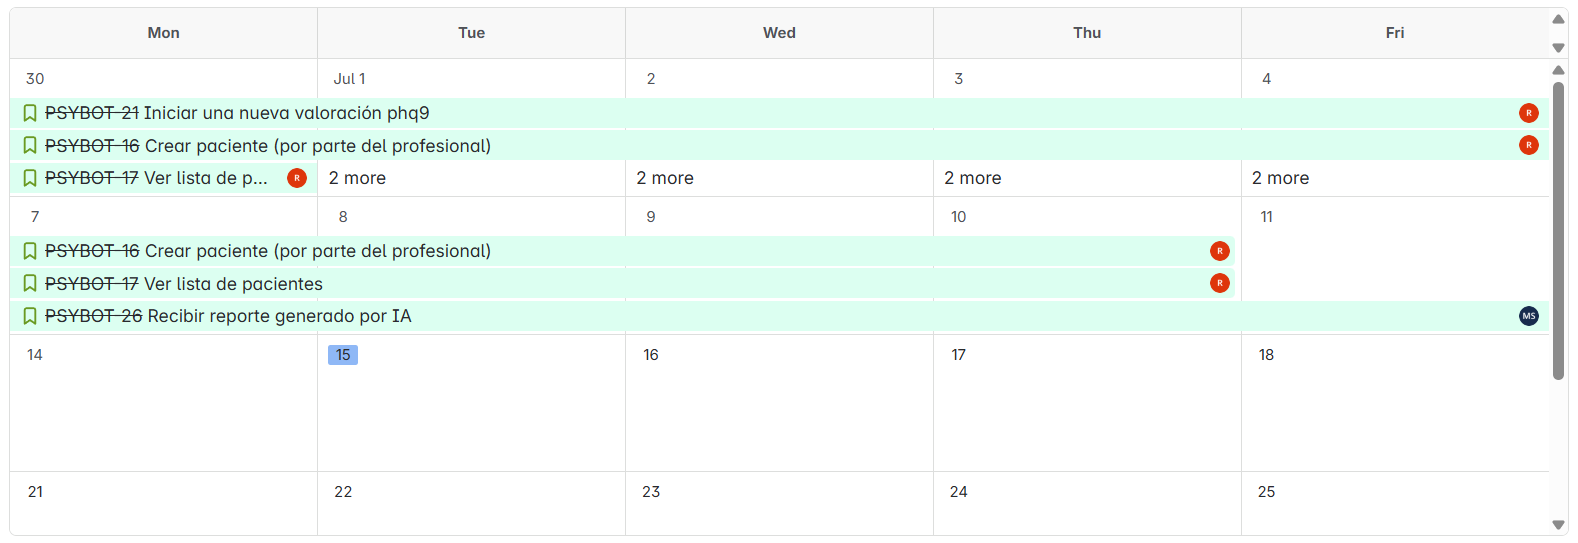 Mon Tue Wed Thu Fri
30 Jul 1 2 3 4
PSYBOT-21 Iniciar una nueva valoración phq9 R
PSYBOT-16 Crear paciente (por parte del profesional) R
PSYBOT-17 Ver lista de p... R 2 more 2 more 2 more 2 more
7 8 9 10 11
PSYBOT-16 Crear paciente (por parte del profesional) R
PSYBOT-17 Ver lista de pacientes R
PSYBOT-26 Recibir reporte generado por IA MS
14 15 16 17 18
21 22 23 24 25